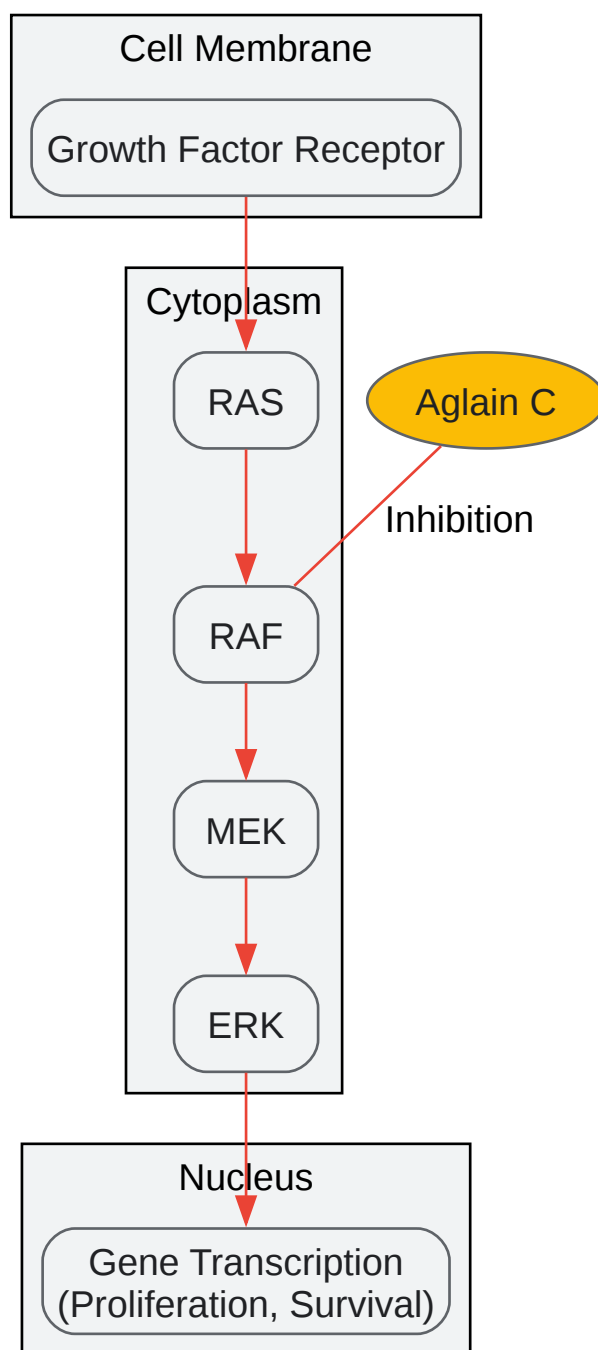 Cell Membrane
Growth Factor Receptor
Cytoplasm
RAS
Aglain C
Inhibition
RAF
MEK
ERK
Nucleus
Gene Transcription
(Proliferation, Survival)